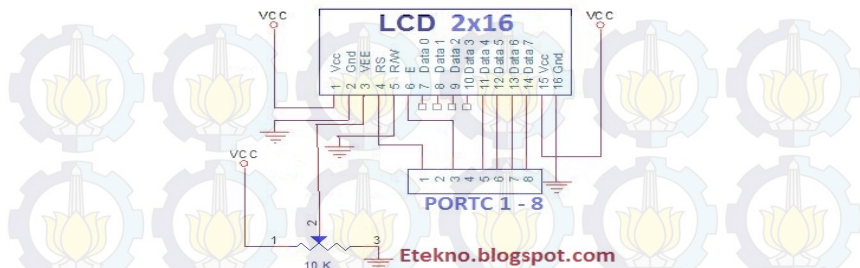 VCC
LCD 2x16
VCC
1 Vcc
2 Gnd
3 VEE
4 RS
5 R/W
6 E
7 Data 0
8 Data 1
9 Data 2
10 Data 3
11 Data 4
12 Data 5
13 Data 6
14 Data 7
15 Vcc
16 Gnd
VCC
1 2 3 4 5 6 7 8
PORTC 1 - 8
2
1
3
10 K
Etekno.blogspot.com